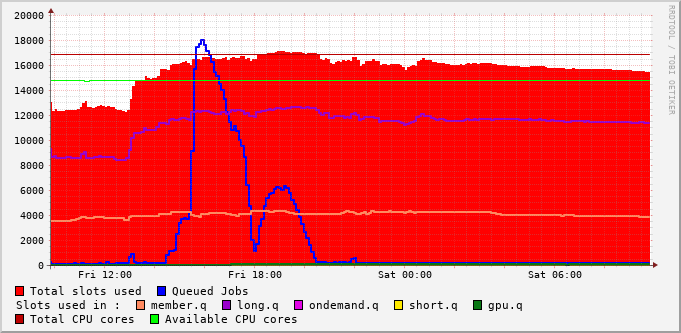 20000
18000
16000
14000
12000
10000
8000
6000
4000
2000
0
Fri 12:00 Fri 18:00 Sat 00:00 Sat 06:00
RRDTOOL / TOBI OETIKER
Total slots used Queued Jobs
Slots used in : member.q long.q ondemand.q short.q gpu.q
Total CPU cores Available CPU cores